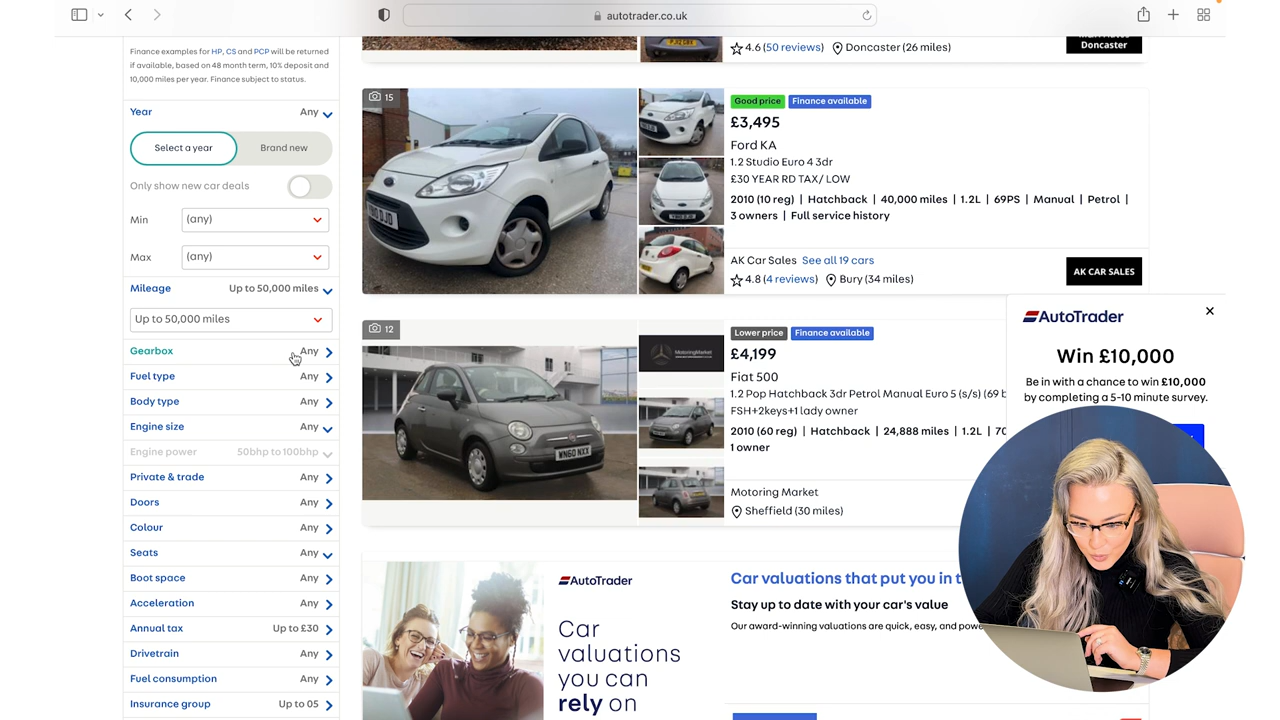 autotrader.co.uk
Finance examples for HP, CS and PCP will be returned
if available, based on 48 month term, 10% deposit and
10,000 miles per year. Finance subject to status.
Year Any
Select a year Brand new
Only show new car deals
Min (any)
Max (any)
Mileage Up to 50,000 miles
Up to 50,000 miles
Gearbox Any
Fuel type Any
Body type Any
Engine size Any
Engine power 50bhp to 100bhp
Private & trade Any
Doors Any
Colour Any
Seats Any
Boot space Any
Acceleration Any
Annual tax Up to £30
Drivetrain Any
Fuel consumption Any
Insurance group Up to 05
4.6 (50 reviews) Doncaster (26 miles)
Doncaster
15
Good price Finance available
£3,495
Ford KA
1.2 Studio Euro 4 3dr
£30 YEAR RD TAX/ LOW
2010 (10 reg) | Hatchback | 40,000 miles | 1.2L | 69PS | Manual | Petrol |
3 owners | Full service history
AK Car Sales See all 19 cars
4.8 (4 reviews) Bury (34 miles)
AK CAR SALES
12
Lower price Finance available
£4,199
Fiat 500
1.2 Pop Hatchback 3dr Petrol Manual Euro 5 (s/s) (69 b
FSH+2keys+1 lady owner
2010 (60 reg) | Hatchback | 24,888 miles | 1.2L | 70
1 owner
Motoring Market
Sheffield (30 miles)
WN60 NXX
AutoTrader
Win £10,000
Be in with a chance to win £10,000
by completing a 5-10 minute survey.
AutoTrader
Car
valuations
you can
rely on
Car valuations that put you in t
Stay up to date with your car's value
Our award-winning valuations are quick, easy, and powe